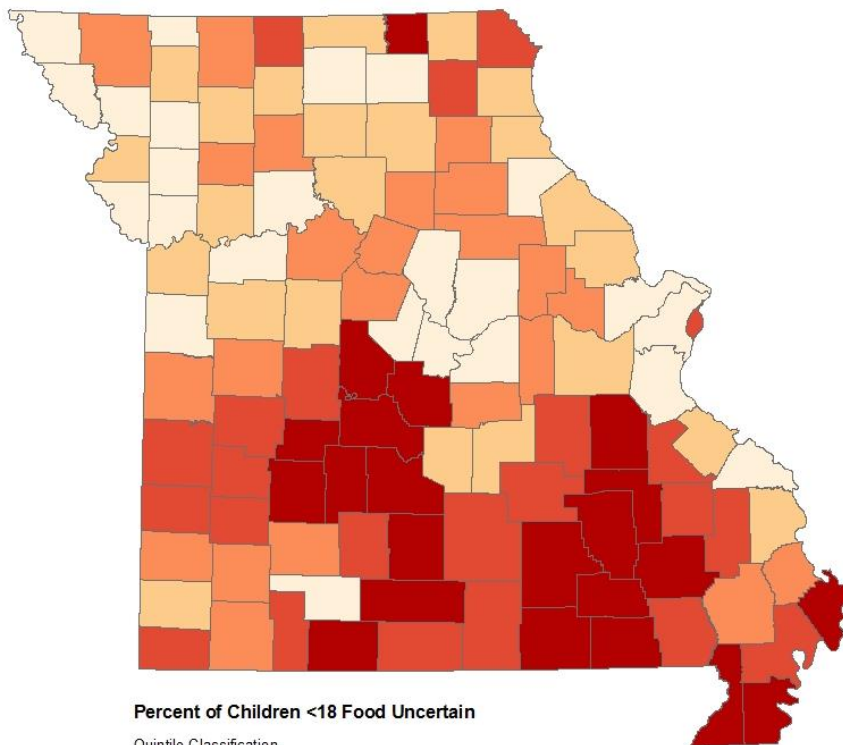 Percent of Children <18 Food Uncertain
Quintile Classification